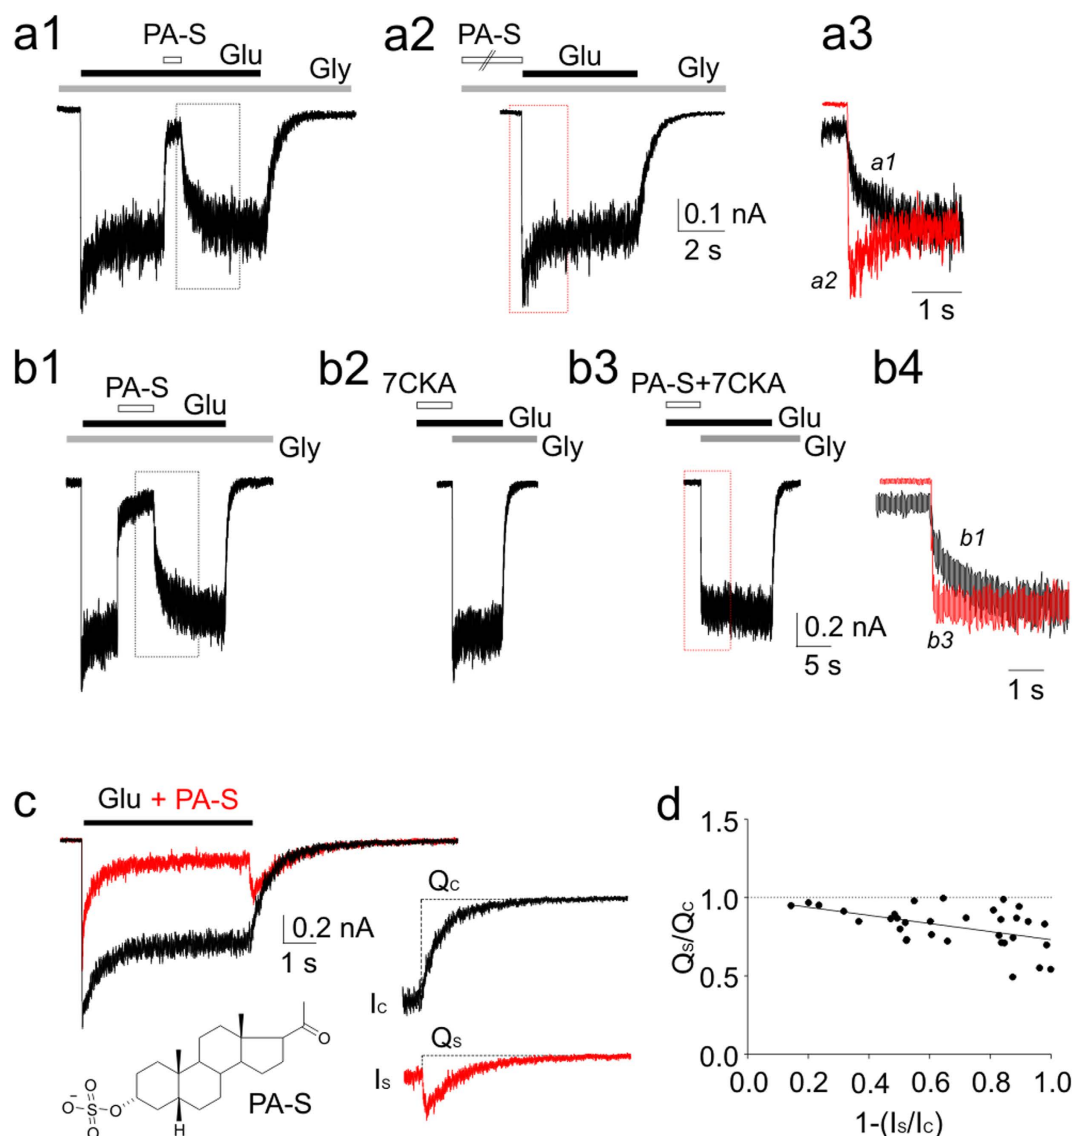 a1
PA-S
Glu
Gly
a2
PA-S
Glu
Gly
0.1 nA
2 s
a3
a1
a2
1 s
b1
PA-S
Glu
Gly
b2
7CKA
Glu
Gly
b3
PA-S+7CKA
Glu
Gly
0.2 nA
5 s
b4
b1
b3
1 s
c
Glu + PA-S
0.2 nA
1 s
Qc
Ic
Qs
Is
O
O
S
O
O
-
H
O
PA-S
d
1.5
1.0
0.5
0.0
Qs/Qc
0.0 0.2 0.4 0.6 0.8 1.0
1-(Is/Ic)